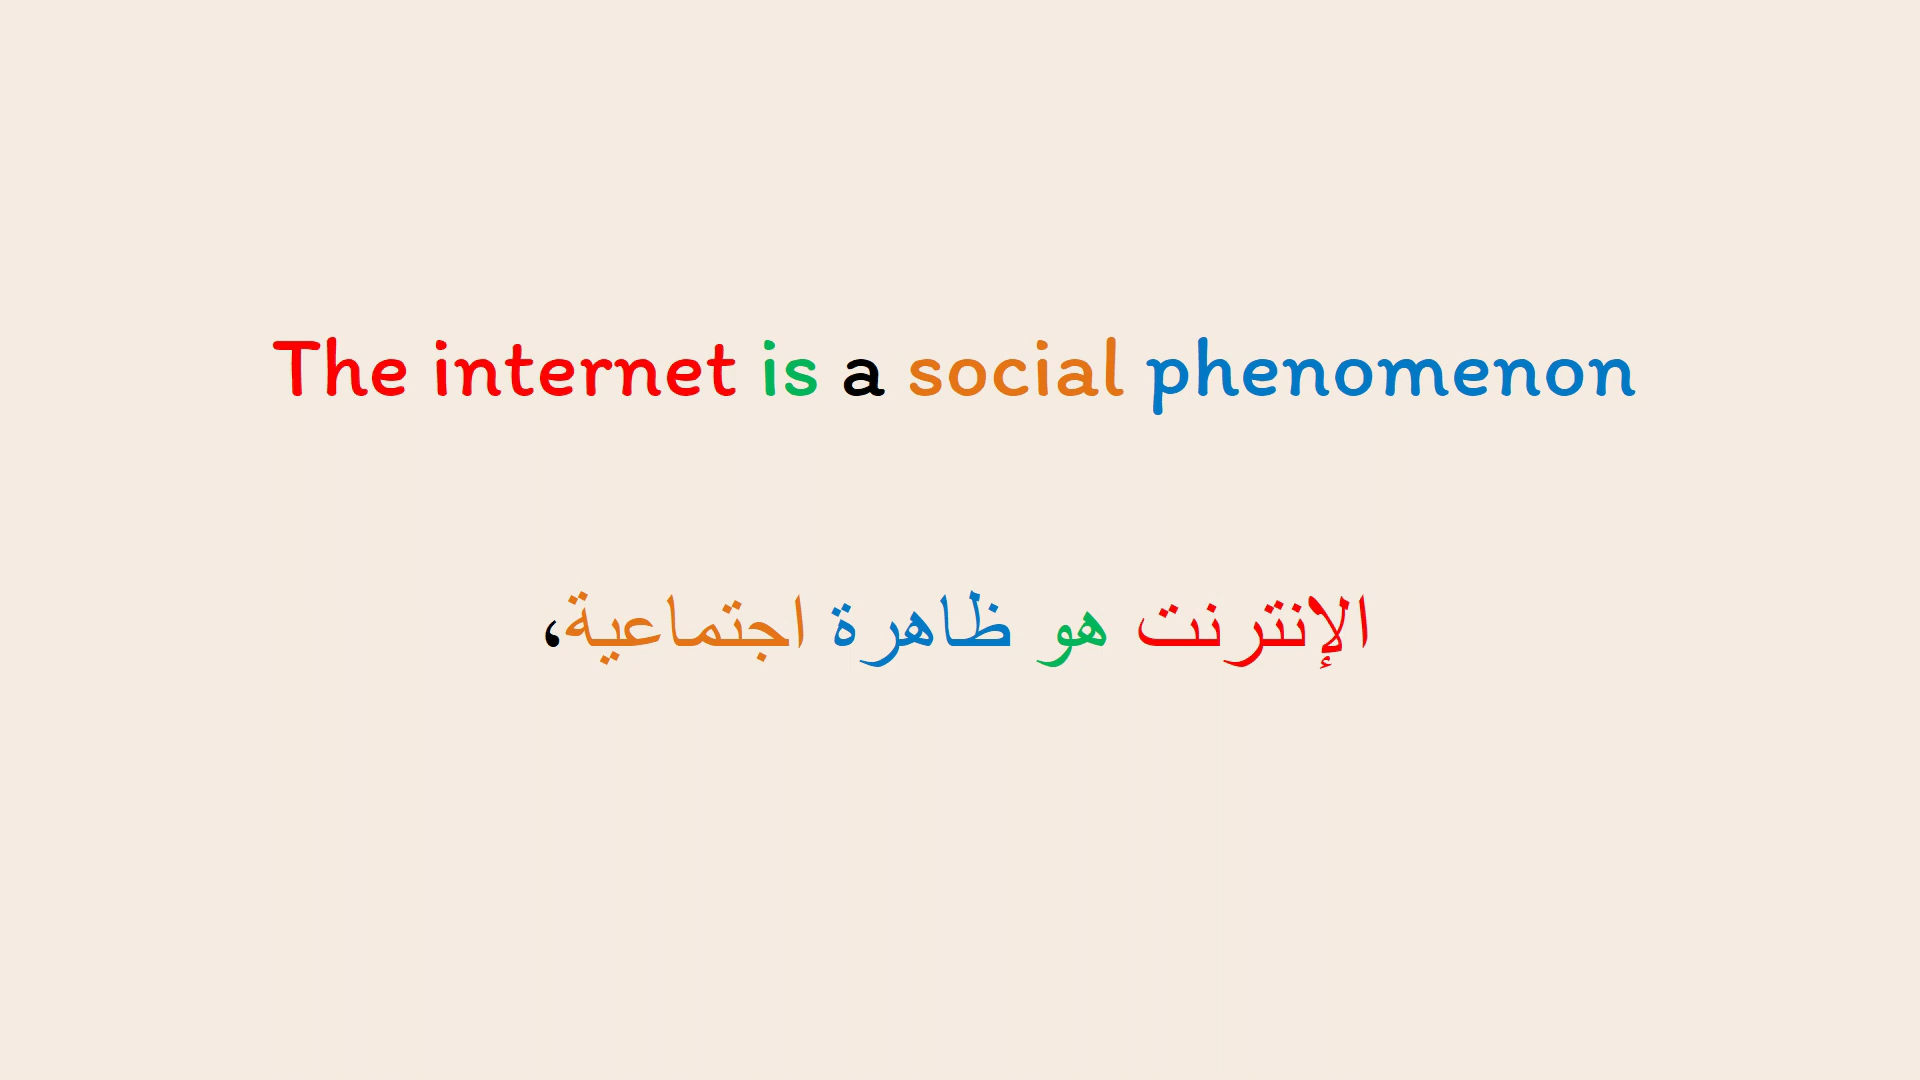 The internet is a social phenomenon
الإنترنت هو ظاهرة اجتماعية،